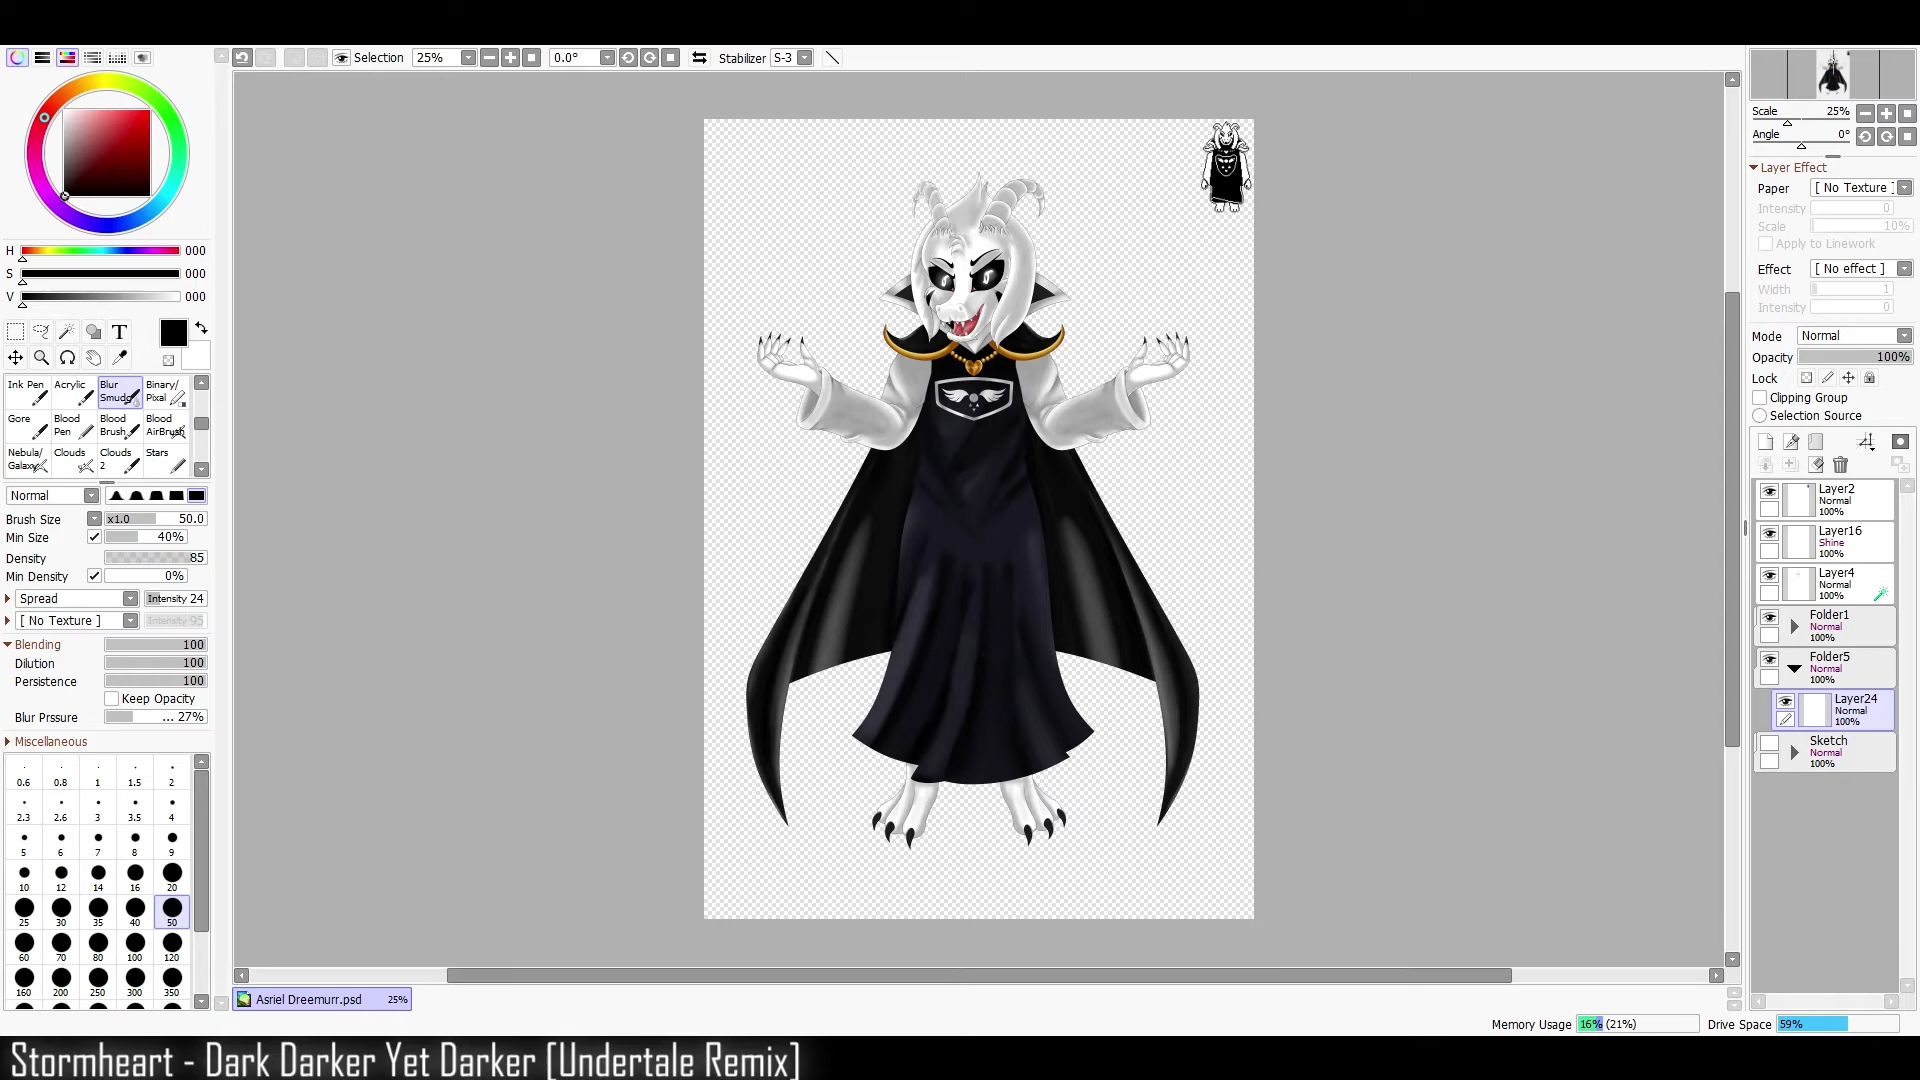 Selection 25% 0.0° Stabilizer S-3
H 000
S 000
V 000
T
Ink Pen Acrylic Blur Smudg Binary/ Pixal
Gore Blood Pen Blood Brush Blood AirBrush
Nebula/ Galaxy Clouds Clouds 2 Stars
Normal
Brush Size x1.0 50.0
Min Size 40%
Density 85
Min Density 0%
Spread Intensity 24
[ No Texture ] Intensity 95
Blending 100
Dilution 100
Persistence 100
Keep Opacity
Blur Prssure ... 27%
Miscellaneous
0.6 0.8 1 1.5 2
2.3 2.6 3 3.5 4
5 6 7 8 9
10 12 14 16 20
25 30 35 40 50
60 70 80 100 120
160 200 250 300 350
Asriel Dreemurr.psd 25%
Scale 25%
Angle 0°
Layer Effect
Paper [ No Texture ]
Intensity 0
Scale 10%
Apply to Linework
Effect [ No effect ]
Width 1
Intensity 0
Mode Normal
Opacity 100%
Lock
Clipping Group
Selection Source
Layer2
Normal
100%
Layer16
Shine
100%
Layer4
Normal
100%
Folder1
Normal
100%
Folder5
Normal
100%
Layer24
Normal
100%
Sketch
Normal
100%
Memory Usage 16% (21%) Drive Space 59%
Stormheart - Dark Darker Yet Darker [Undertale Remix]